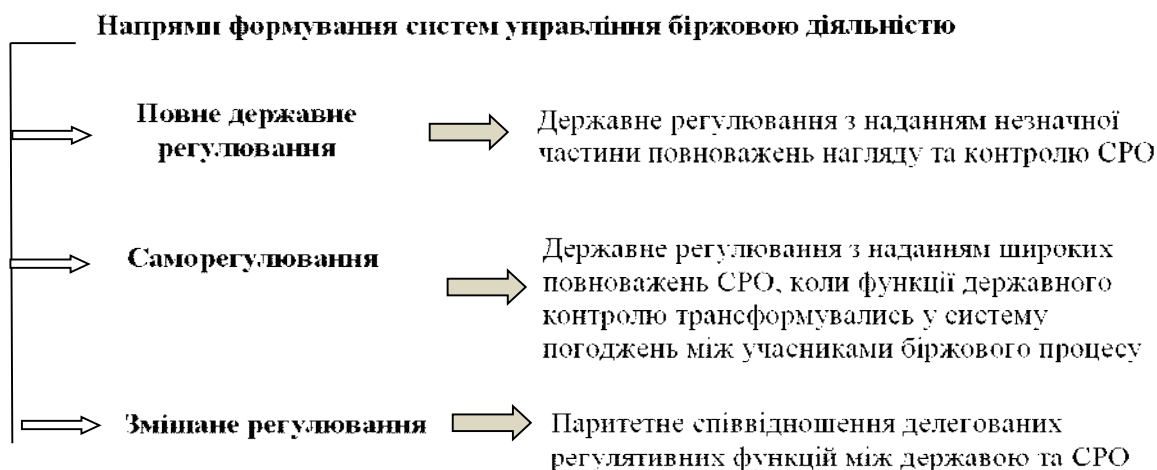 Напрями формування систем управління біржовою діяльністю
Повне державне
регулювання
Державне регулювання з наданням незначної
частини повноважень нагляду та контролю СРО
Саморегулювання
Державне регулювання з наданням широких
повноважень СРО, коли функції державного
контролю трансформувались у систему
погоджень між учасниками біржового процесу
Змішане регулювання
Паритетне співвідношення делегованих
регулятивних функцій між державою та СРО